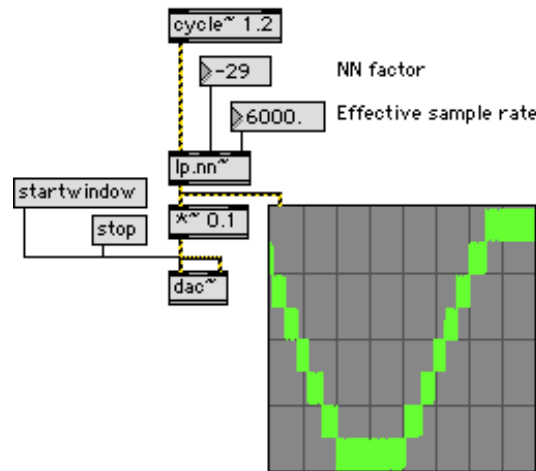 cycle~ 1.2
-29
NN factor
6000.
Effective sample rate
lp.nn~
startwindow
*~ 0.1
stop
dac~